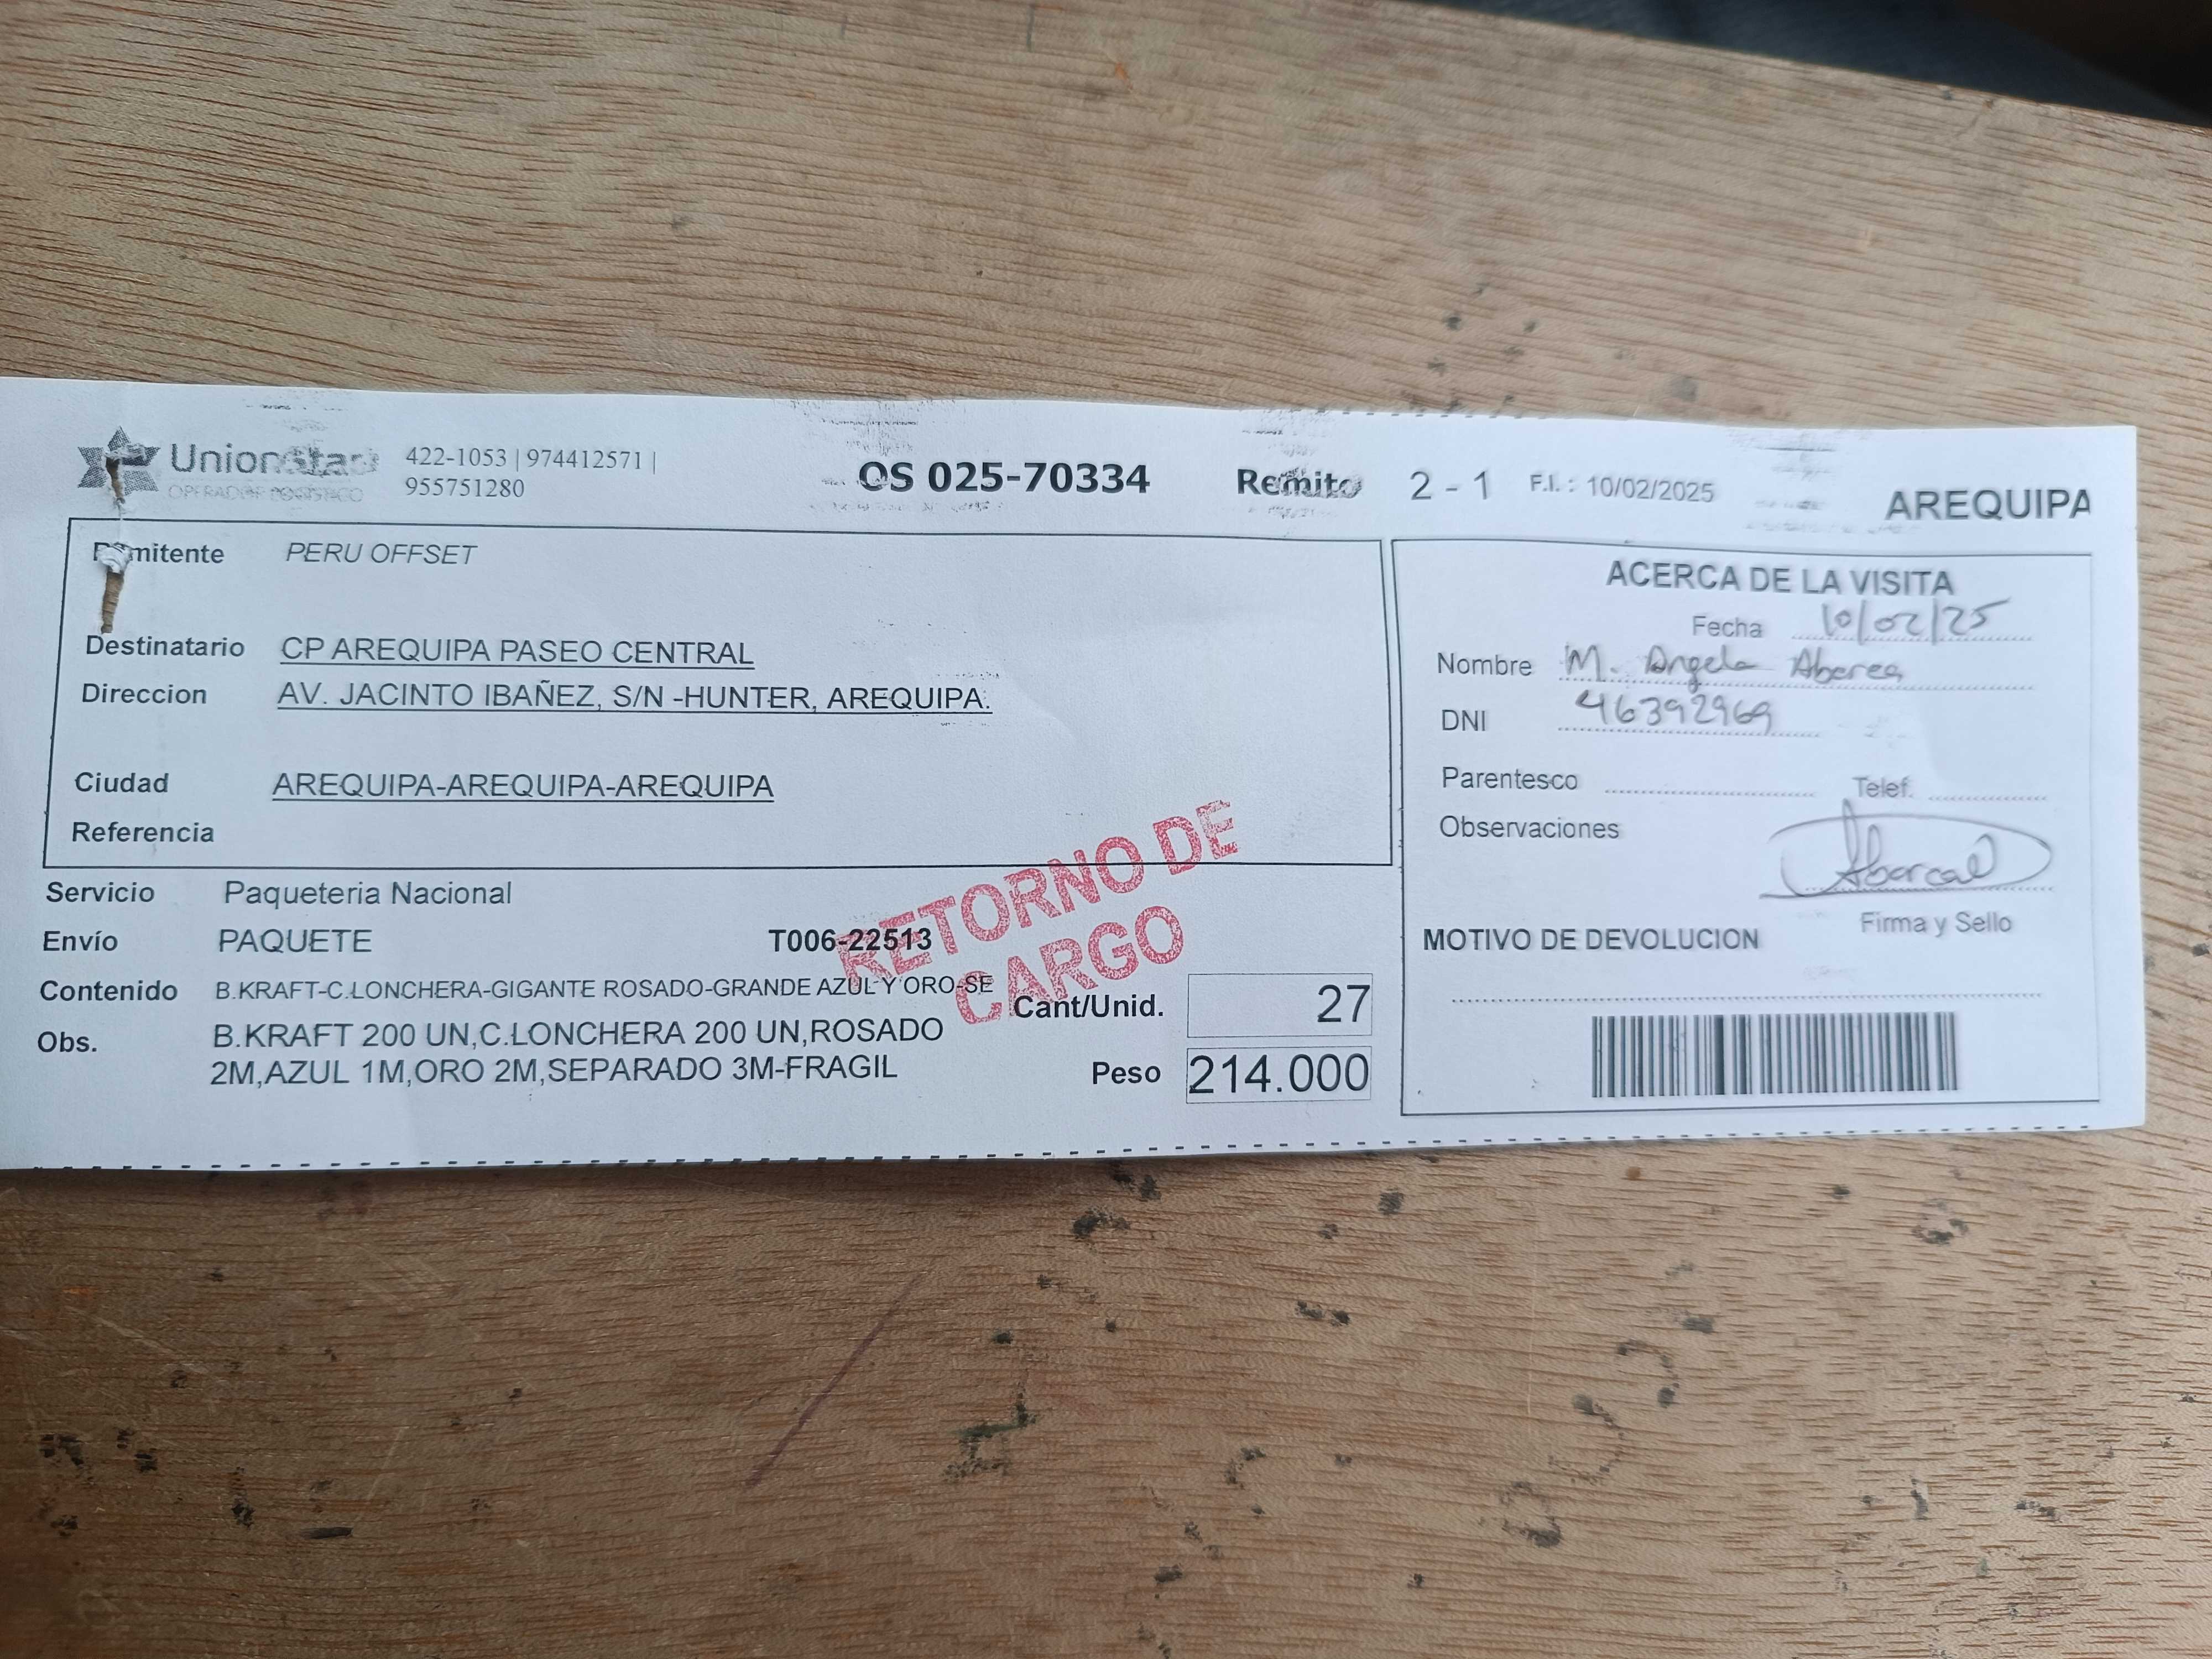 UnionStar
OPERADOR LOGISTICO
422-1053 | 974412571 |
955751280
OS 025-70334
Remito 2 - 1
F.I. : 10/02/2025
AREQUIPA
Remitente PERU OFFSET
Destinatario CP AREQUIPA PASEO CENTRAL
Direccion AV. JACINTO IBAÑEZ, S/N -HUNTER, AREQUIPA.
Ciudad AREQUIPA-AREQUIPA-AREQUIPA
Referencia
Servicio Paqueteria Nacional
Envío PAQUETE T006-22513
Contenido B.KRAFT-C.LONCHERA-GIGANTE ROSADO-GRANDE AZUL Y ORO-SE
Obs. B.KRAFT 200 UN,C.LONCHERA 200 UN,ROSADO
2M,AZUL 1M,ORO 2M,SEPARADO 3M-FRAGIL
Cant/Unid. 27
Peso 214.000
RETORNO DE
CARGO
ACERCA DE LA VISITA
Fecha 10/02/25
Nombre M. Angela
DNI 46392969
Parentesco
Telef.
Observaciones
Firma y Sello
MOTIVO DE DEVOLUCION